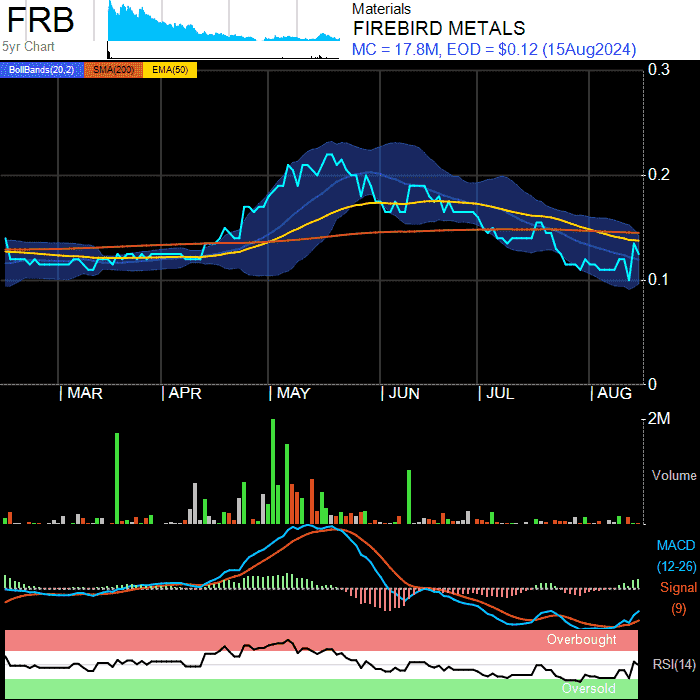 FRB
5yr Chart
Materials
FIREBIRD METALS
MC = 17.8M, EOD = $0.12 (15Aug2024)
BollBands(20,2) SMA(200) EMA(50)
0.3
0.2
0.1
0
MAR APR MAY JUN JUL AUG
2M
Volume
MACD
(12-26)
Signal
(9)
Overbought
RSI(14)
Oversold